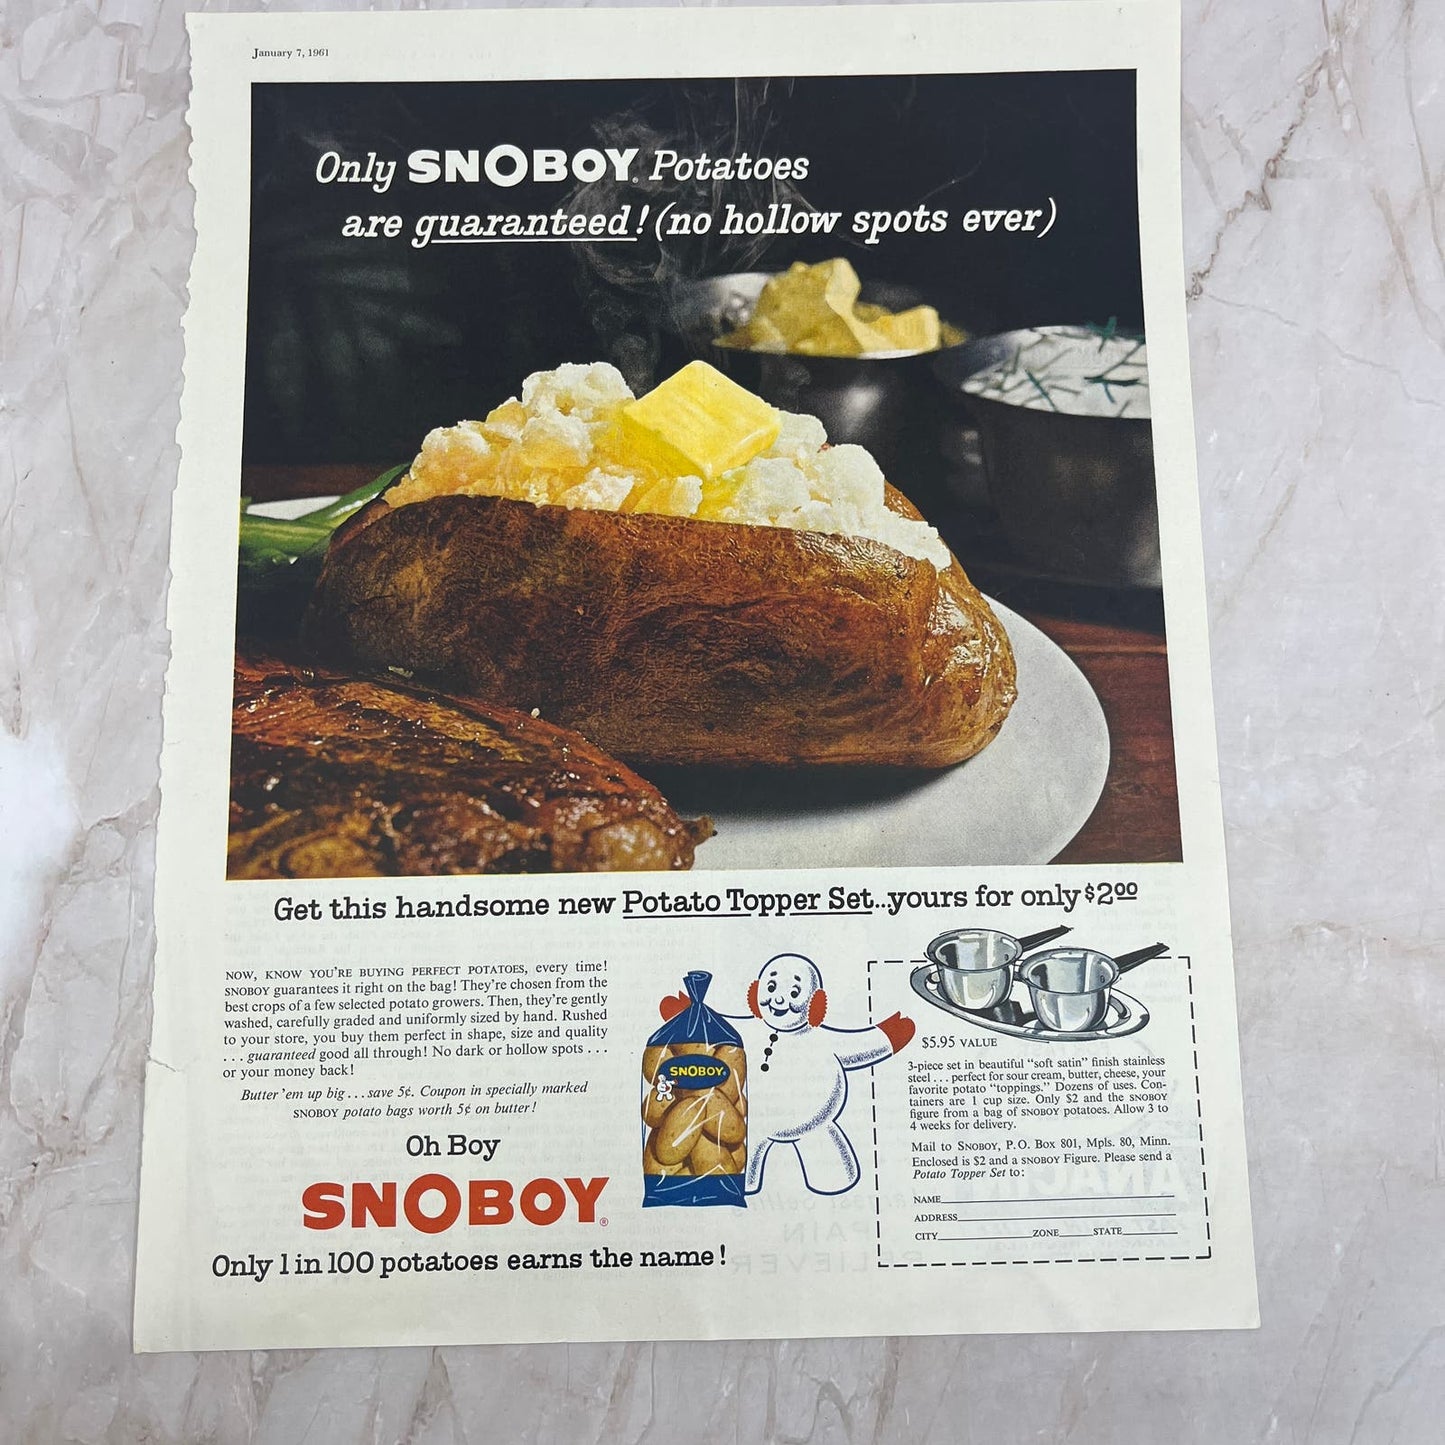 January 7, 1961
Only SNOBOY® Potatoes
are guaranteed! (no hollow spots ever)
Get this handsome new Potato Topper Set...yours for only $2.00
NOW, KNOW YOU'RE BUYING PERFECT POTATOES, every time!
SNOBOY guarantees it right on the bag! They're chosen from the
best crops of a few selected potato growers. Then, they're gently
washed, carefully graded and uniformly sized by hand. Rushed
to your store, you buy them perfect in shape, size and quality
... guaranteed good all through! No dark or hollow spots ...
or your money back!
Butter 'em up big ... save 5¢. Coupon in specially marked
SNOBOY potato bags worth 5¢ on butter!
Oh Boy
SNOBOY®
Only 1 in 100 potatoes earns the name!
SNOBOY®
$5.95 VALUE
3-piece set in beautiful "soft satin" finish stainless
steel ... perfect for sour cream, butter, cheese, your
favorite potato "toppings." Dozens of uses. Con-
tainers are 1 cup size. Only $2 and the SNOBOY
figure from a bag of SNOBOY potatoes. Allow 3 to
4 weeks for delivery.
Mail to SNOBOY, P.O. Box 801, Mpls. 80, Minn.
Enclosed is $2 and a SNOBOY Figure. Please send a
Potato Topper Set to:
NAME
ADDRESS
CITY ZONE STATE